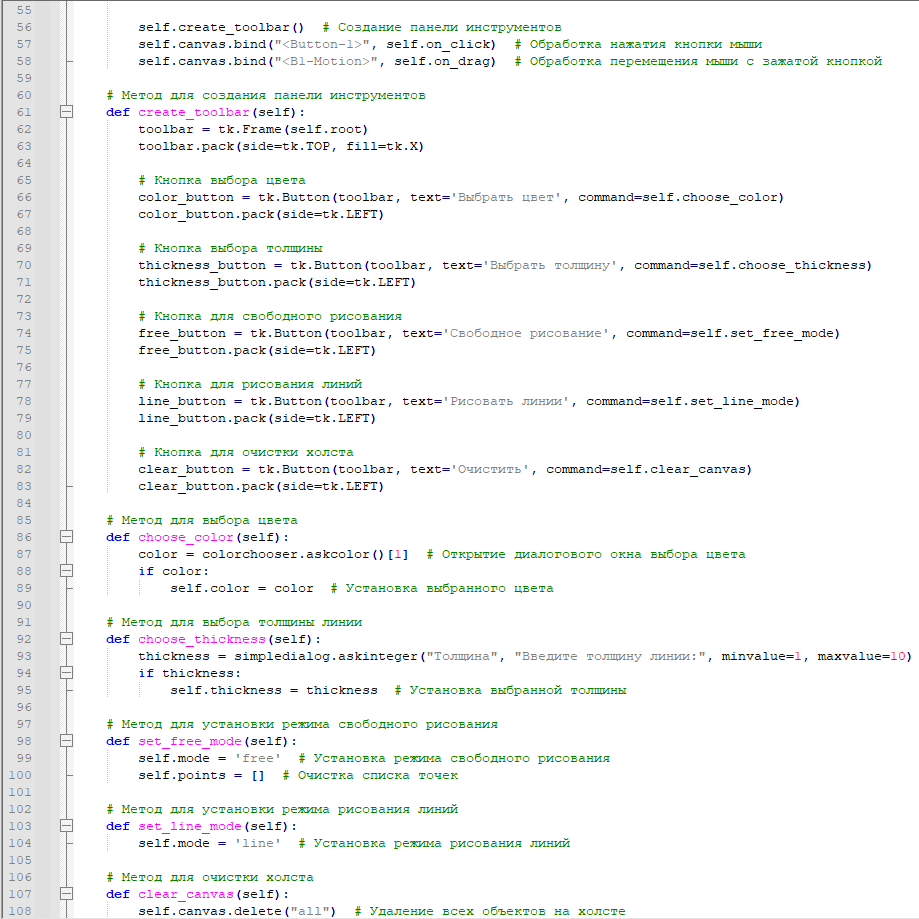 55
56 self.create_toolbar()  # Создание панели инструментов
57 self.canvas.bind("<Button-1>", self.on_click)  # Обработка нажатия кнопки мыши
58 self.canvas.bind("<B1-Motion>", self.on_drag)  # Обработка перемещения мыши с зажатой кнопкой
59
60 # Метод для создания панели инструментов
61 def create_toolbar(self):
62 toolbar = tk.Frame(self.root)
63 toolbar.pack(side=tk.TOP, fill=tk.X)
64
65 # Кнопка выбора цвета
66 color_button = tk.Button(toolbar, text='Выбрать цвет', command=self.choose_color)
67 color_button.pack(side=tk.LEFT)
68
69 # Кнопка выбора толщины
70 thickness_button = tk.Button(toolbar, text='Выбрать толщину', command=self.choose_thickness)
71 thickness_button.pack(side=tk.LEFT)
72
73 # Кнопка для свободного рисования
74 free_button = tk.Button(toolbar, text='Свободное рисование', command=self.set_free_mode)
75 free_button.pack(side=tk.LEFT)
76
77 # Кнопка для рисования линий
78 line_button = tk.Button(toolbar, text='Рисовать линии', command=self.set_line_mode)
79 line_button.pack(side=tk.LEFT)
80
81 # Кнопка для очистки холста
82 clear_button = tk.Button(toolbar, text='Очистить', command=self.clear_canvas)
83 clear_button.pack(side=tk.LEFT)
84
85 # Метод для выбора цвета
86 def choose_color(self):
87 color = colorchooser.askcolor()[1]  # Открытие диалогового окна выбора цвета
88 if color:
89 self.color = color  # Установка выбранного цвета
90
91 # Метод для выбора толщины линии
92 def choose_thickness(self):
93 thickness = simpledialog.askinteger("Толщина", "Введите толщину линии:", minvalue=1, maxvalue=10)
94 if thickness:
95 self.thickness = thickness  # Установка выбранной толщины
96
97 # Метод для установки режима свободного рисования
98 def set_free_mode(self):
99 self.mode = 'free'  # Установка режима свободного рисования
100 self.points = []  # Очистка списка точек
101
102 # Метод для установки режима рисования линий
103 def set_line_mode(self):
104 self.mode = 'line'  # Установка режима рисования линий
105
106 # Метод для очистки холста
107 def clear_canvas(self):
108 self.canvas.delete("all")  # Удаление всех объектов на холсте